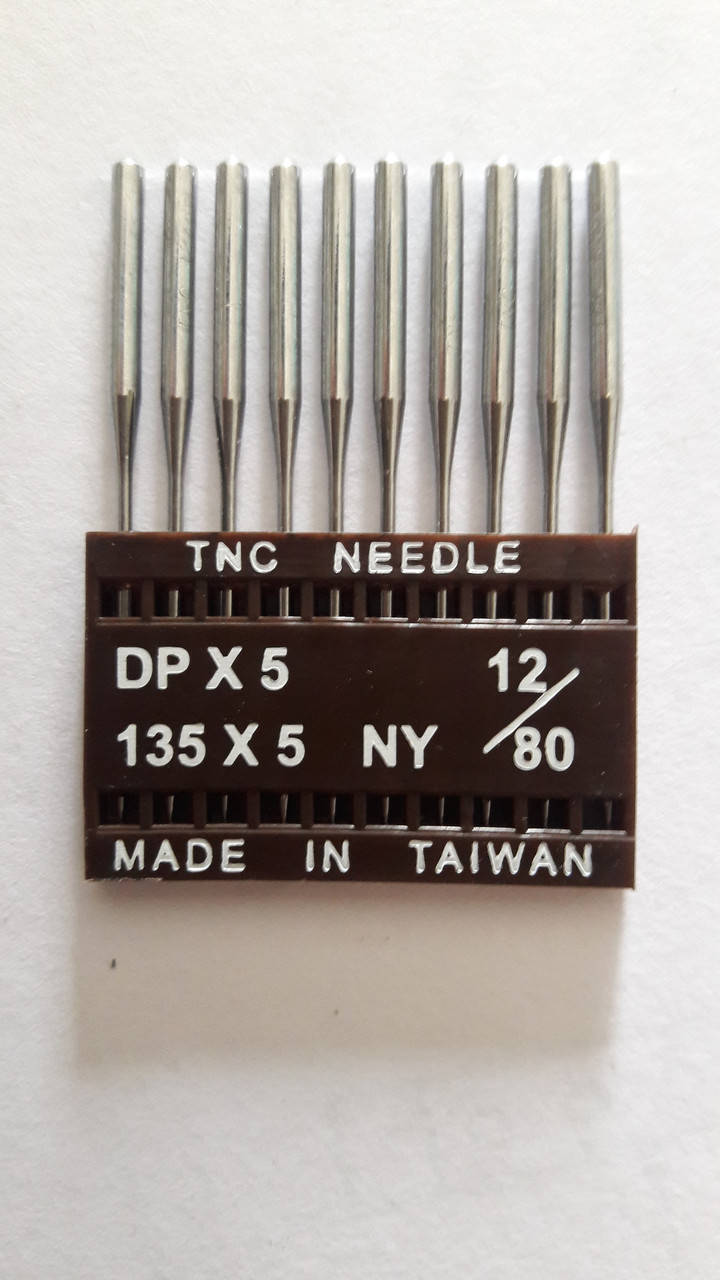 TNC NEEDLE
DP X 5 12/80
135 X 5 NY
MADE IN TAIWAN